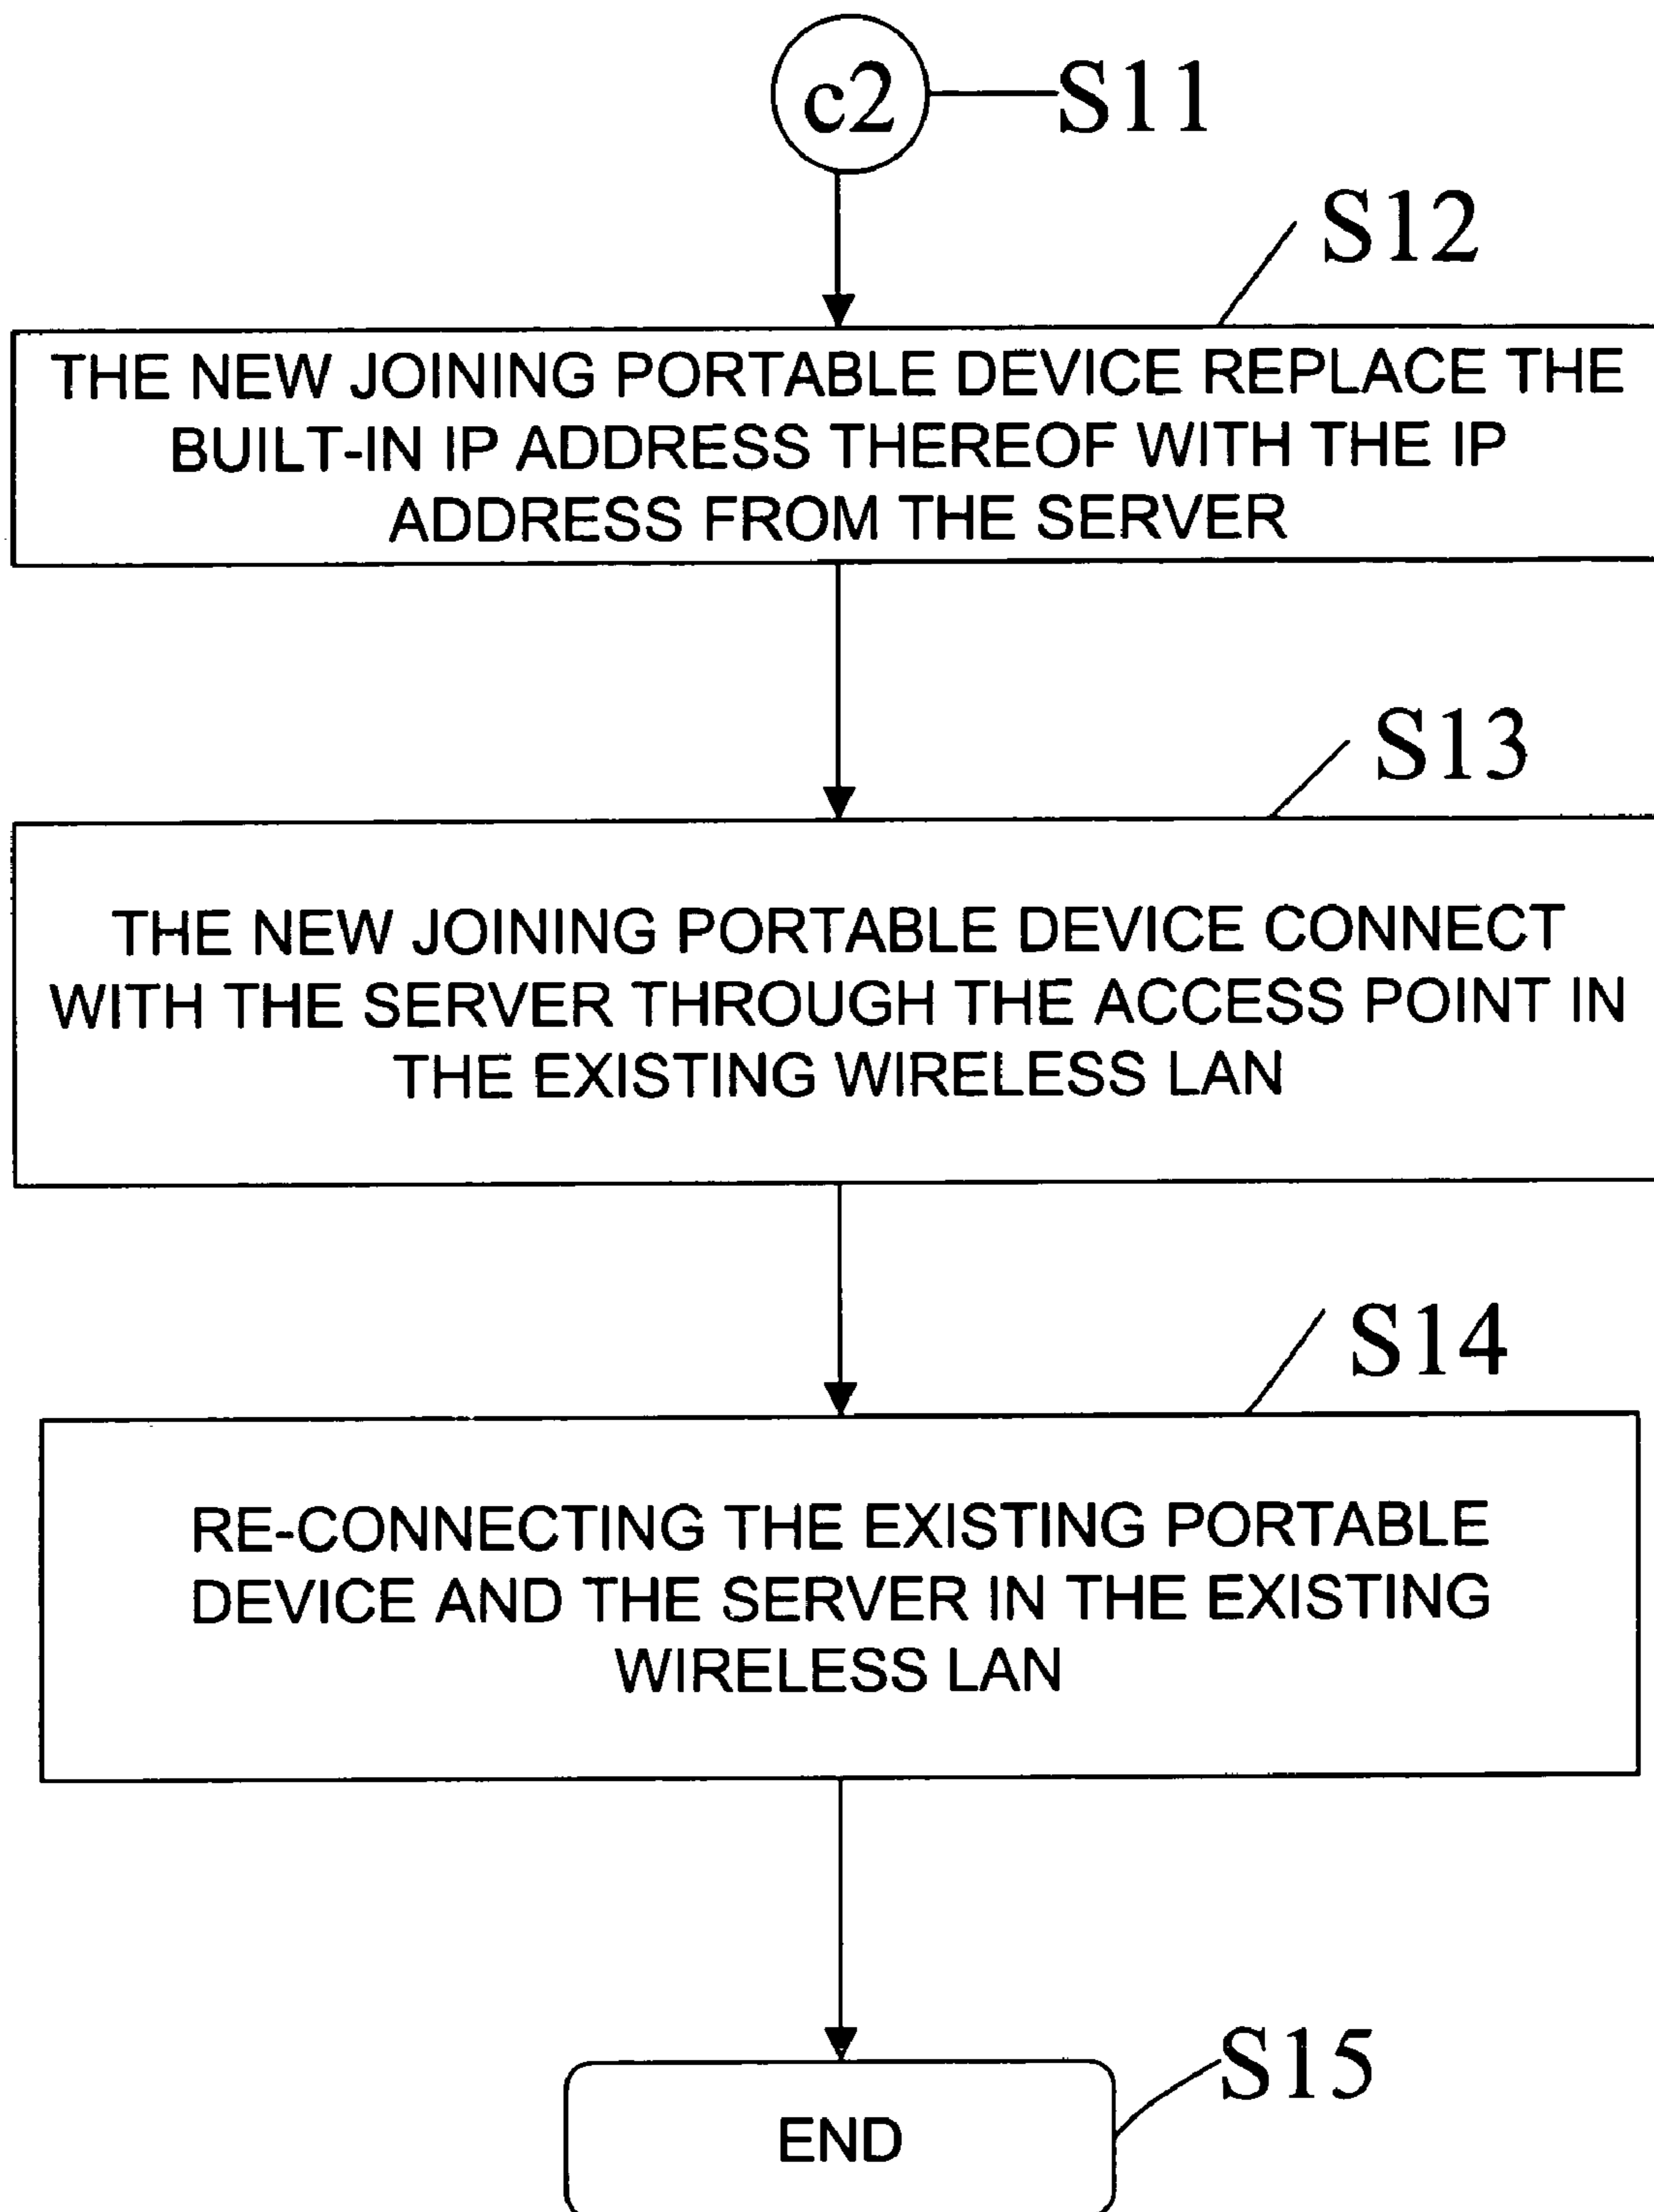 c2
S11
S12
THE NEW JOINING PORTABLE DEVICE REPLACE THE
BUILT-IN IP ADDRESS THEREOF WITH THE IP
ADDRESS FROM THE SERVER
S13
THE NEW JOINING PORTABLE DEVICE CONNECT
WITH THE SERVER THROUGH THE ACCESS POINT IN
THE EXISTING WIRELESS LAN
S14
RE-CONNECTING THE EXISTING PORTABLE
DEVICE AND THE SERVER IN THE EXISTING
WIRELESS LAN
S15
END